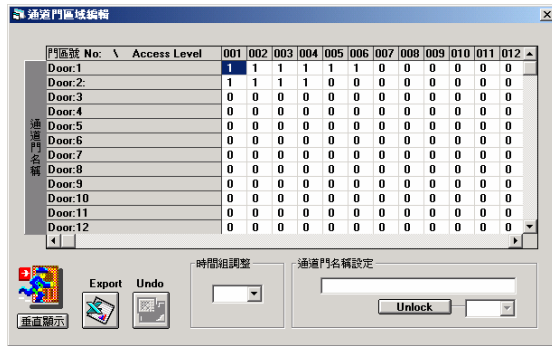 通道門區域編輯
門區號 No: \ Access Level 001 002 003 004 005 006 007 008 009 010 011 012
Door:1 1 1 1 1 1 1 0 0 0 0 0 0
Door:2: 1 1 1 1 0 0 0 0 0 0 0 0
Door:3 0 0 0 0 0 0 0 0 0 0 0 0
Door:4 0 0 0 0 0 0 0 0 0 0 0 0
Door:5 0 0 0 0 0 0 0 0 0 0 0 0
Door:6 0 0 0 0 0 0 0 0 0 0 0 0
Door:7 0 0 0 0 0 0 0 0 0 0 0 0
Door:8 0 0 0 0 0 0 0 0 0 0 0 0
Door:9 0 0 0 0 0 0 0 0 0 0 0 0
Door:10 0 0 0 0 0 0 0 0 0 0 0 0
Door:11 0 0 0 0 0 0 0 0 0 0 0 0
Door:12 0 0 0 0 0 0 0 0 0 0 0 0
通道門名稱
Export Undo
垂直顯示
時間組調整
通道門名稱設定
Unlock